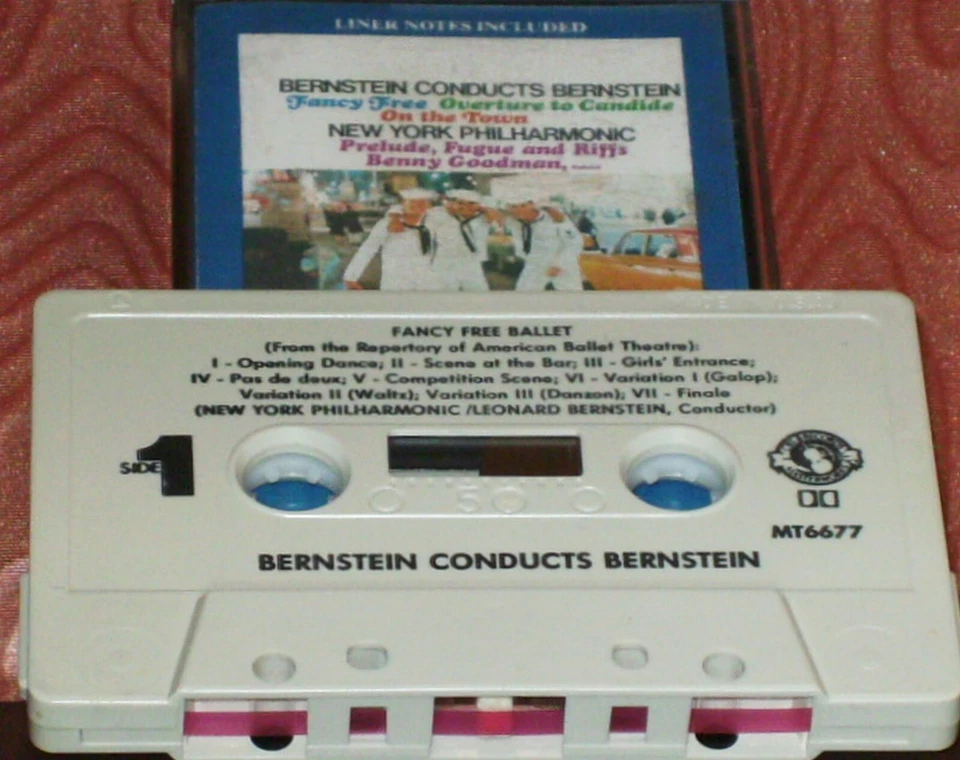 LINER NOTES INCLUDED
BERNSTEIN CONDUCTS BERNSTEIN
Fancy Free Overture to Candide
On the Town
NEW YORK PHILHARMONIC
Prelude, Fugue and Riffs
Benny Goodman,
FANCY FREE BALLET
(From the Repertory of American Ballet Theatre):
I - Opening Dance; II - Scene at the Bar; III - Girls' Entrance;
IV - Pas de deux; V - Competition Scene; VI - Variation I (Galop);
Variation II (Waltz); Variation III (Danzon); VII - Finale
(NEW YORK PHILHARMONIC /LEONARD BERNSTEIN, Conductor)
SIDE 1
50
MT6677
BERNSTEIN CONDUCTS BERNSTEIN